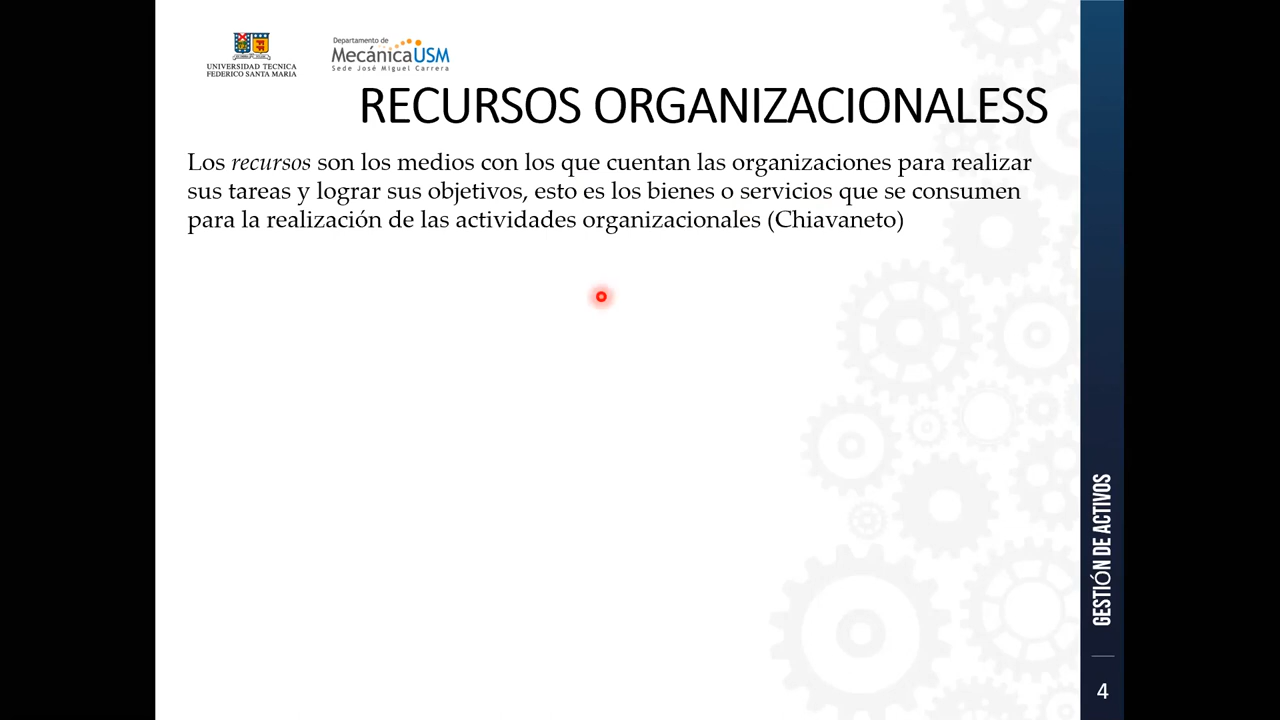 UNIVERSIDAD TECNICA
FEDERICO SANTA MARIA
Departamento de
MecánicaUSM
Sede José Miguel Carrera
RECURSOS ORGANIZACIONALESS
Los recursos son los medios con los que cuentan las organizaciones para realizar
sus tareas y lograr sus objetivos, esto es los bienes o servicios que se consumen
para la realización de las actividades organizacionales (Chiavaneto)
GESTIÓN DE ACTIVOS
4